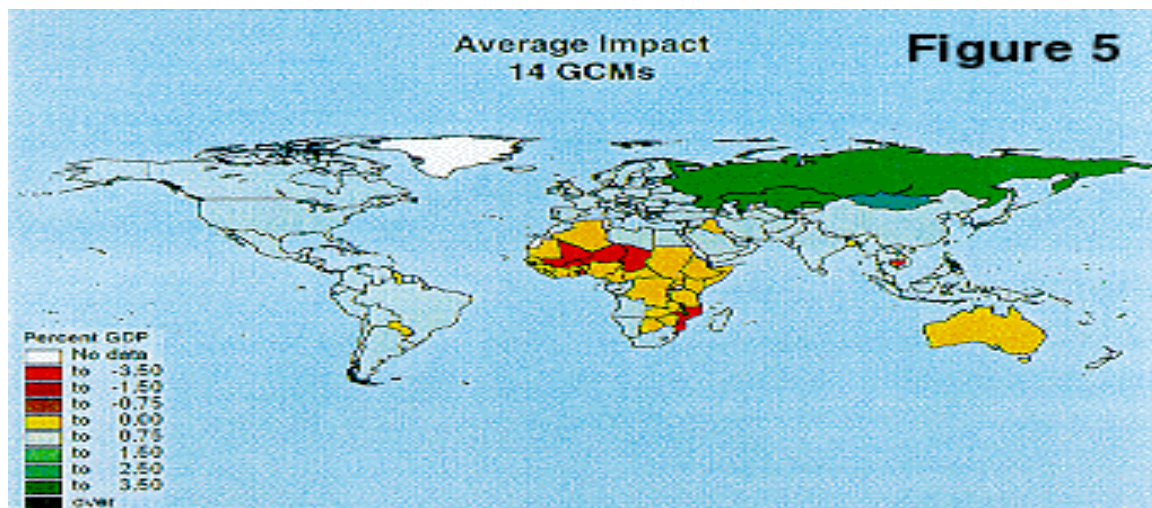 Average Impact
14 GCMs
Figure 5
Percent GDP
No data
to -3.50
to -1.50
to -0.75
to 0.00
to 0.75
to 1.50
to 2.50
to 3.50
over